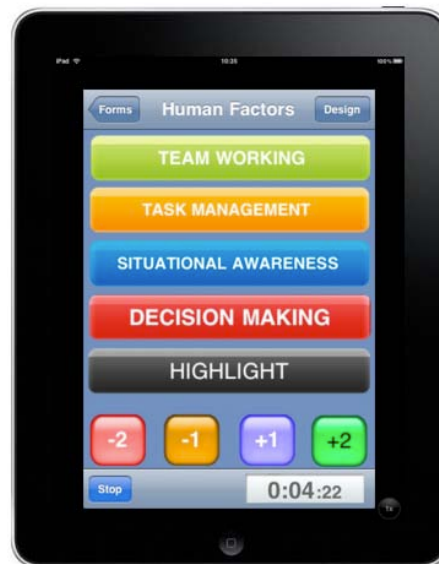 iPad 10:35 100%
Forms Human Factors Design
TEAM WORKING
TASK MANAGEMENT
SITUATIONAL AWARENESS
DECISION MAKING
HIGHLIGHT
-2 -1 +1 +2
Stop 0:04:22
1x